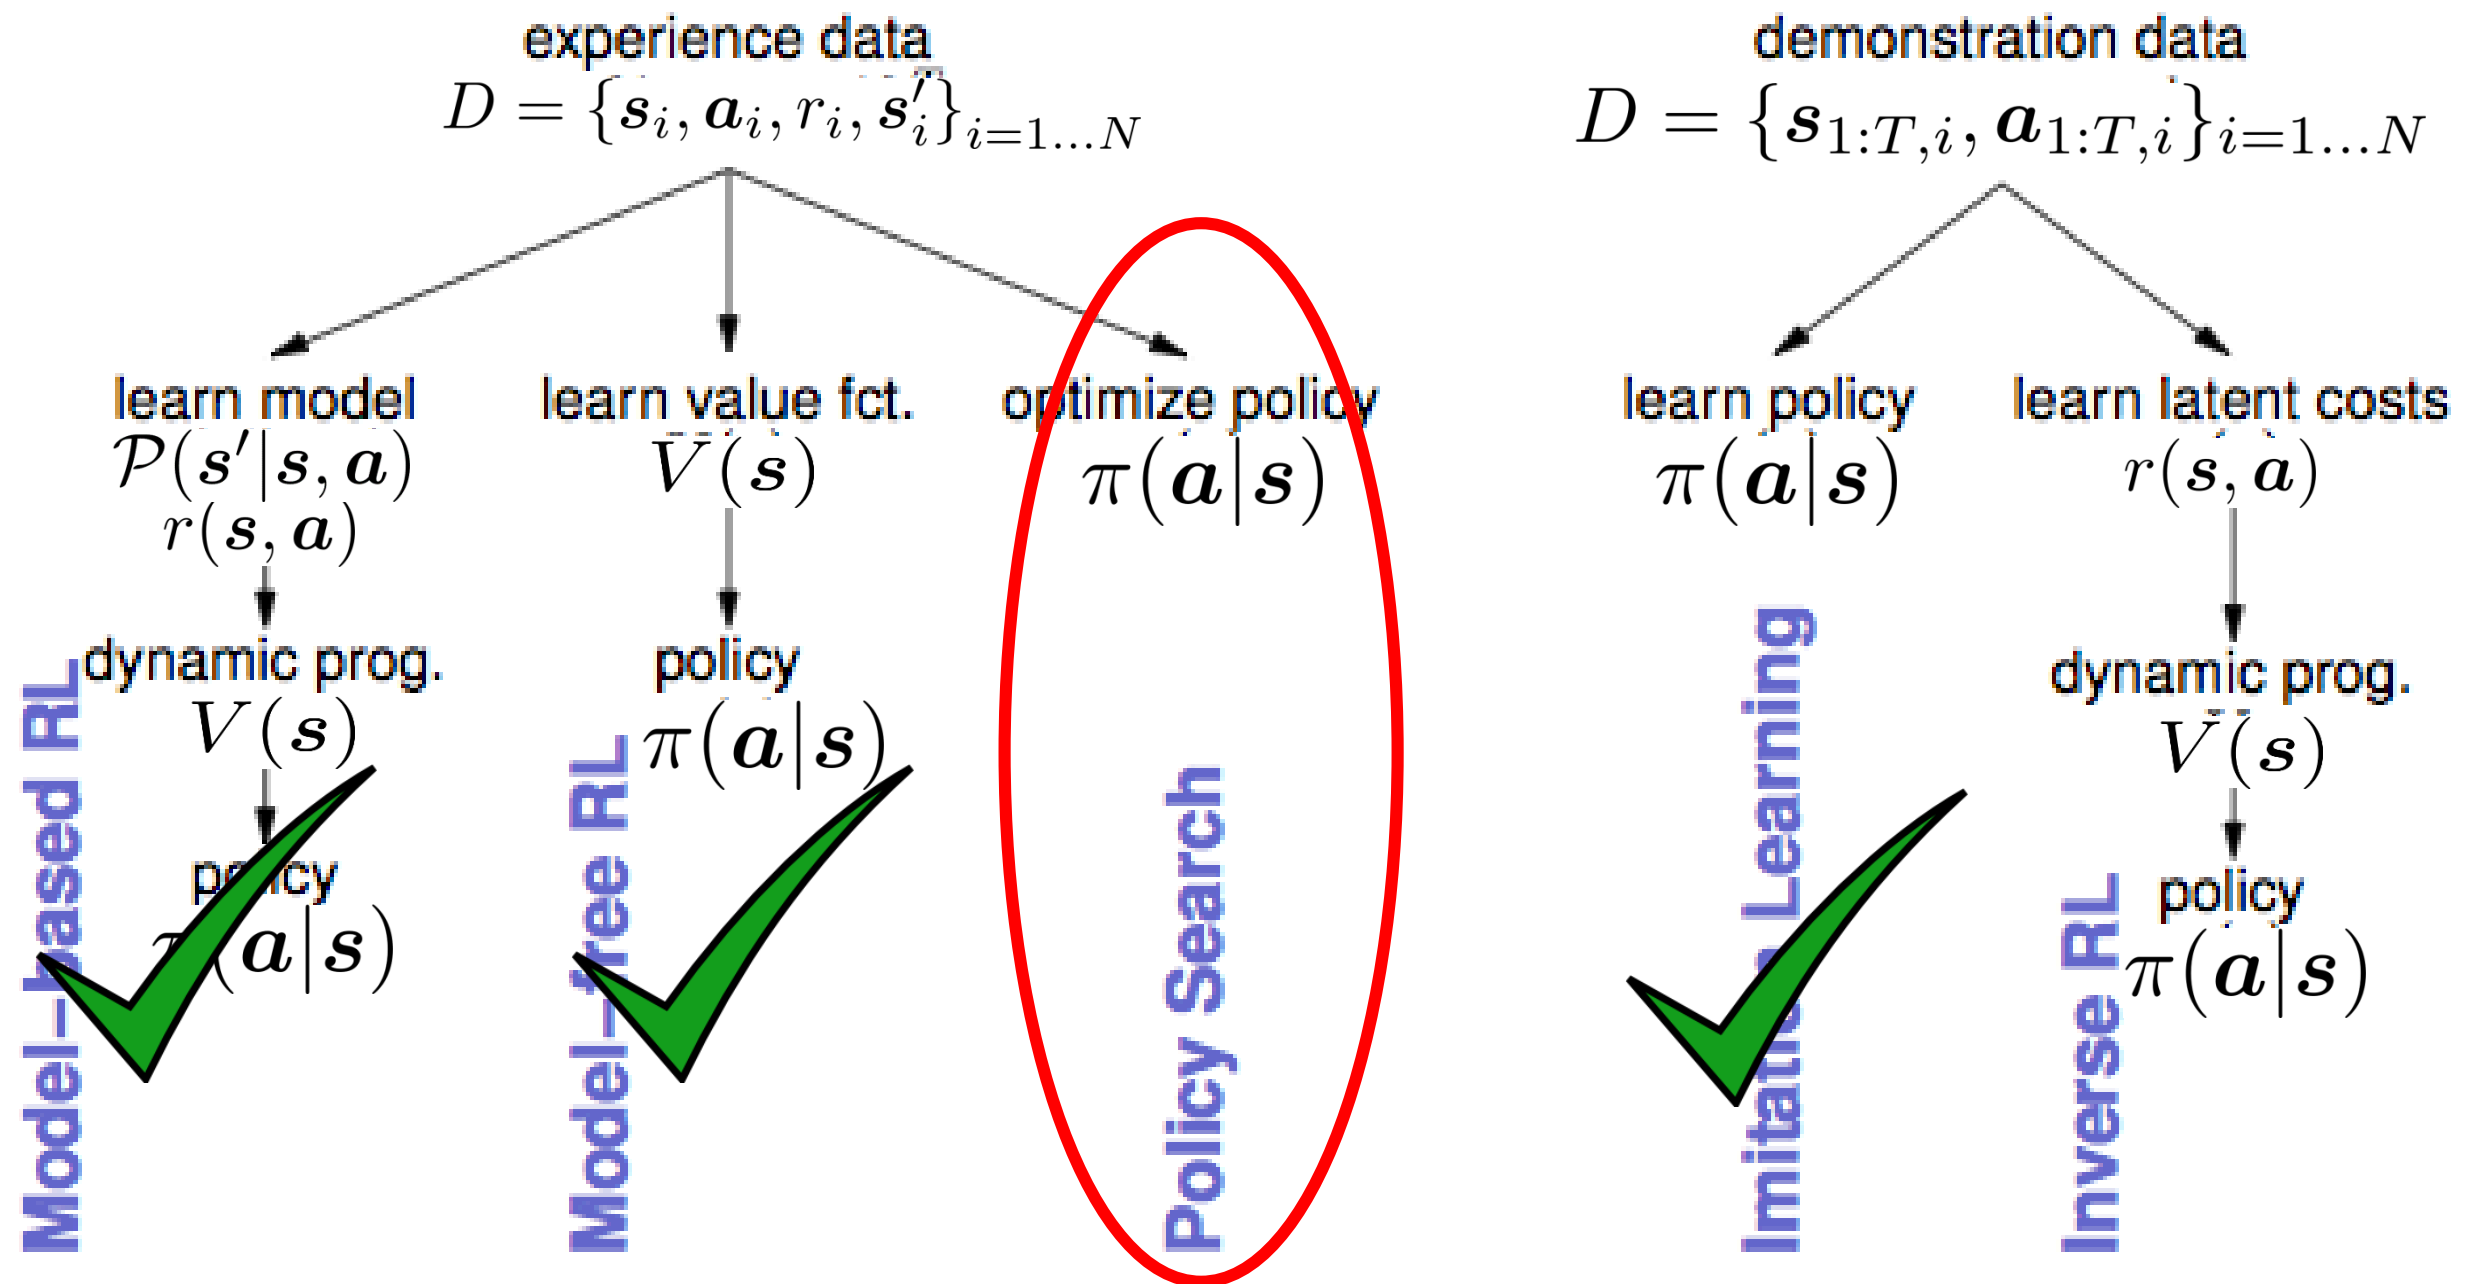 experience data
D = {s_i, a_i, r_i, s'_i}_{i=1...N}
learn model
P(s'|s, a)
r(s, a)
dynamic prog.
V(s)
policy
π(a|s)
Model-based RL
learn value fct.
V(s)
policy
π(a|s)
Model-free RL
optimize policy
π(a|s)
Policy Search
demonstration data
D = {s_{1:T,i}, a_{1:T,i}}_{i=1...N}
learn policy
π(a|s)
Imitation Learning
learn latent costs
r(s, a)
dynamic prog.
V(s)
policy
π(a|s)
Inverse RL